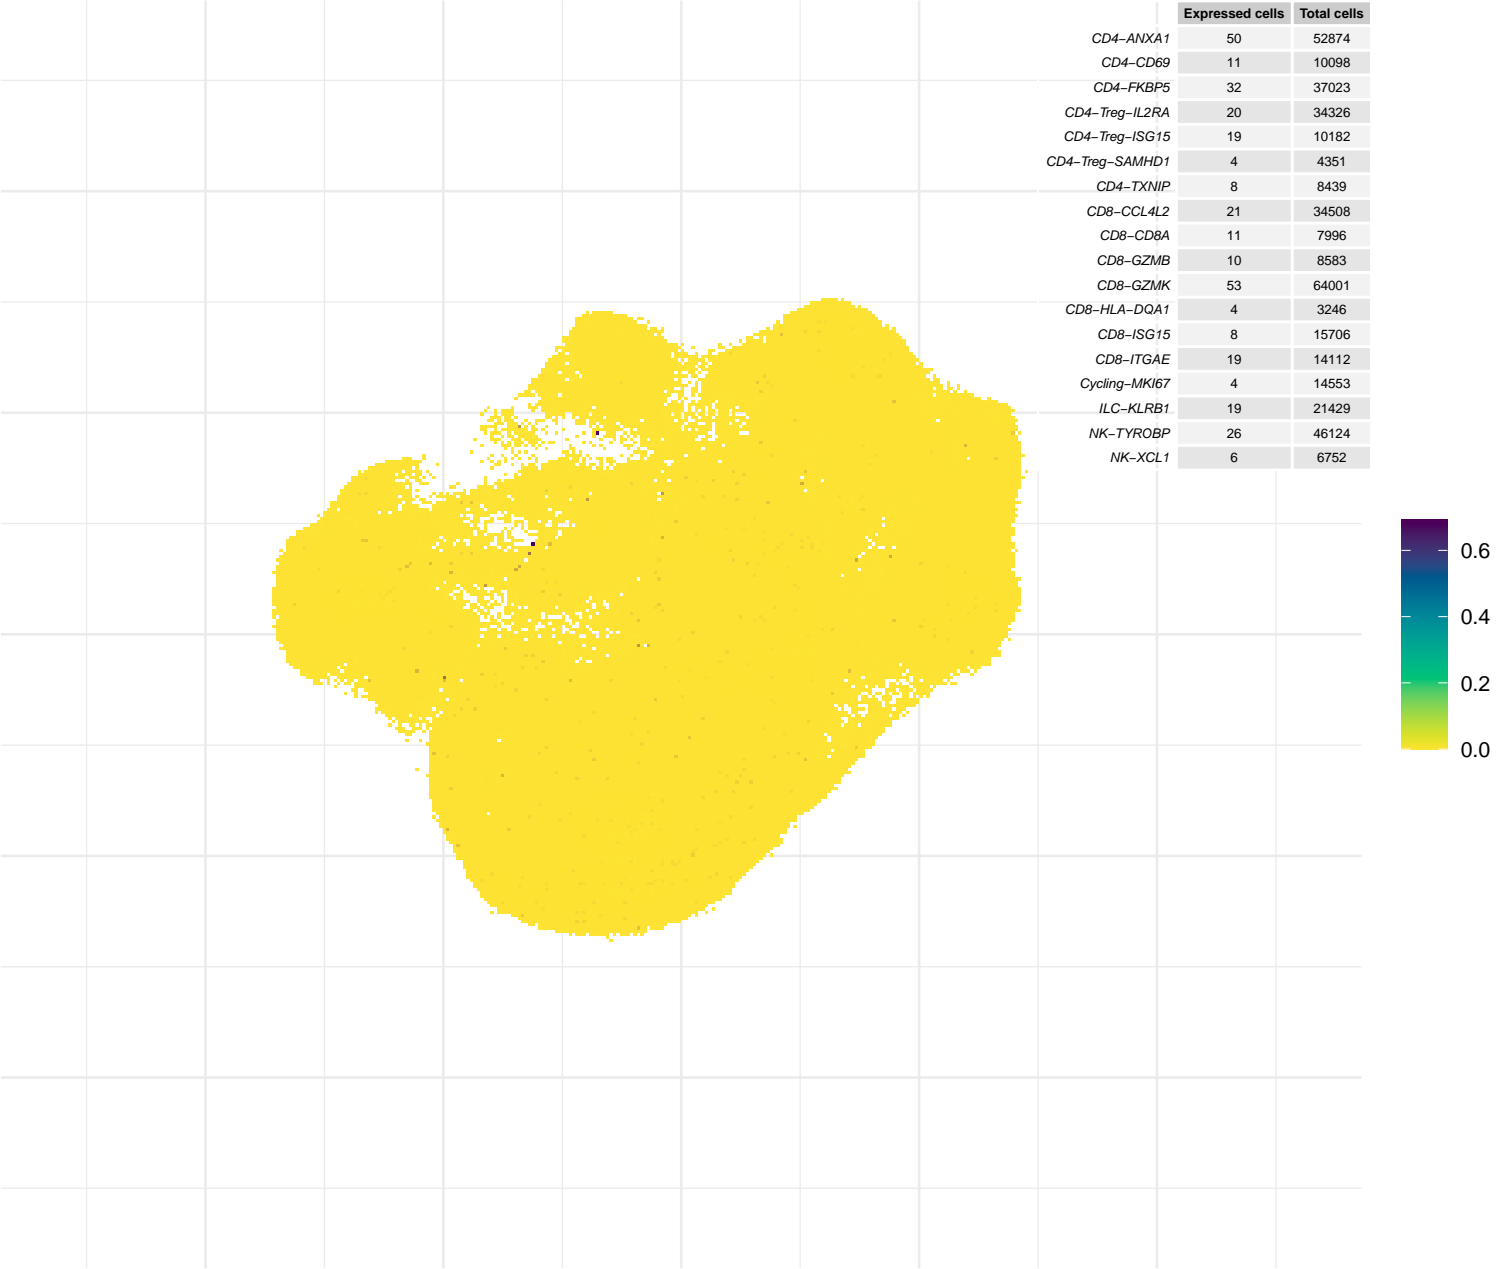 Expressed cells Total cells
CD4−ANXA1 50 52874
CD4−CD69 11 10098
CD4−FKBP5 32 37023
CD4−Treg−IL2RA 20 34326
CD4−Treg−ISG15 19 10182
CD4−Treg−SAMHD1 4 4351
CD4−TXNIP 8 8439
CD8−CCL4L2 21 34508
CD8−CD8A 11 7996
CD8−GZMB 10 8583
CD8−GZMK 53 64001
CD8−HLA−DQA1 4 3246
CD8−ISG15 8 15706
CD8−ITGAE 19 14112
Cycling−MKI67 4 14553
ILC−KLRB1 19 21429
NK−TYROBP 26 46124
NK−XCL1 6 6752
0.6
0.4
0.2
0.0